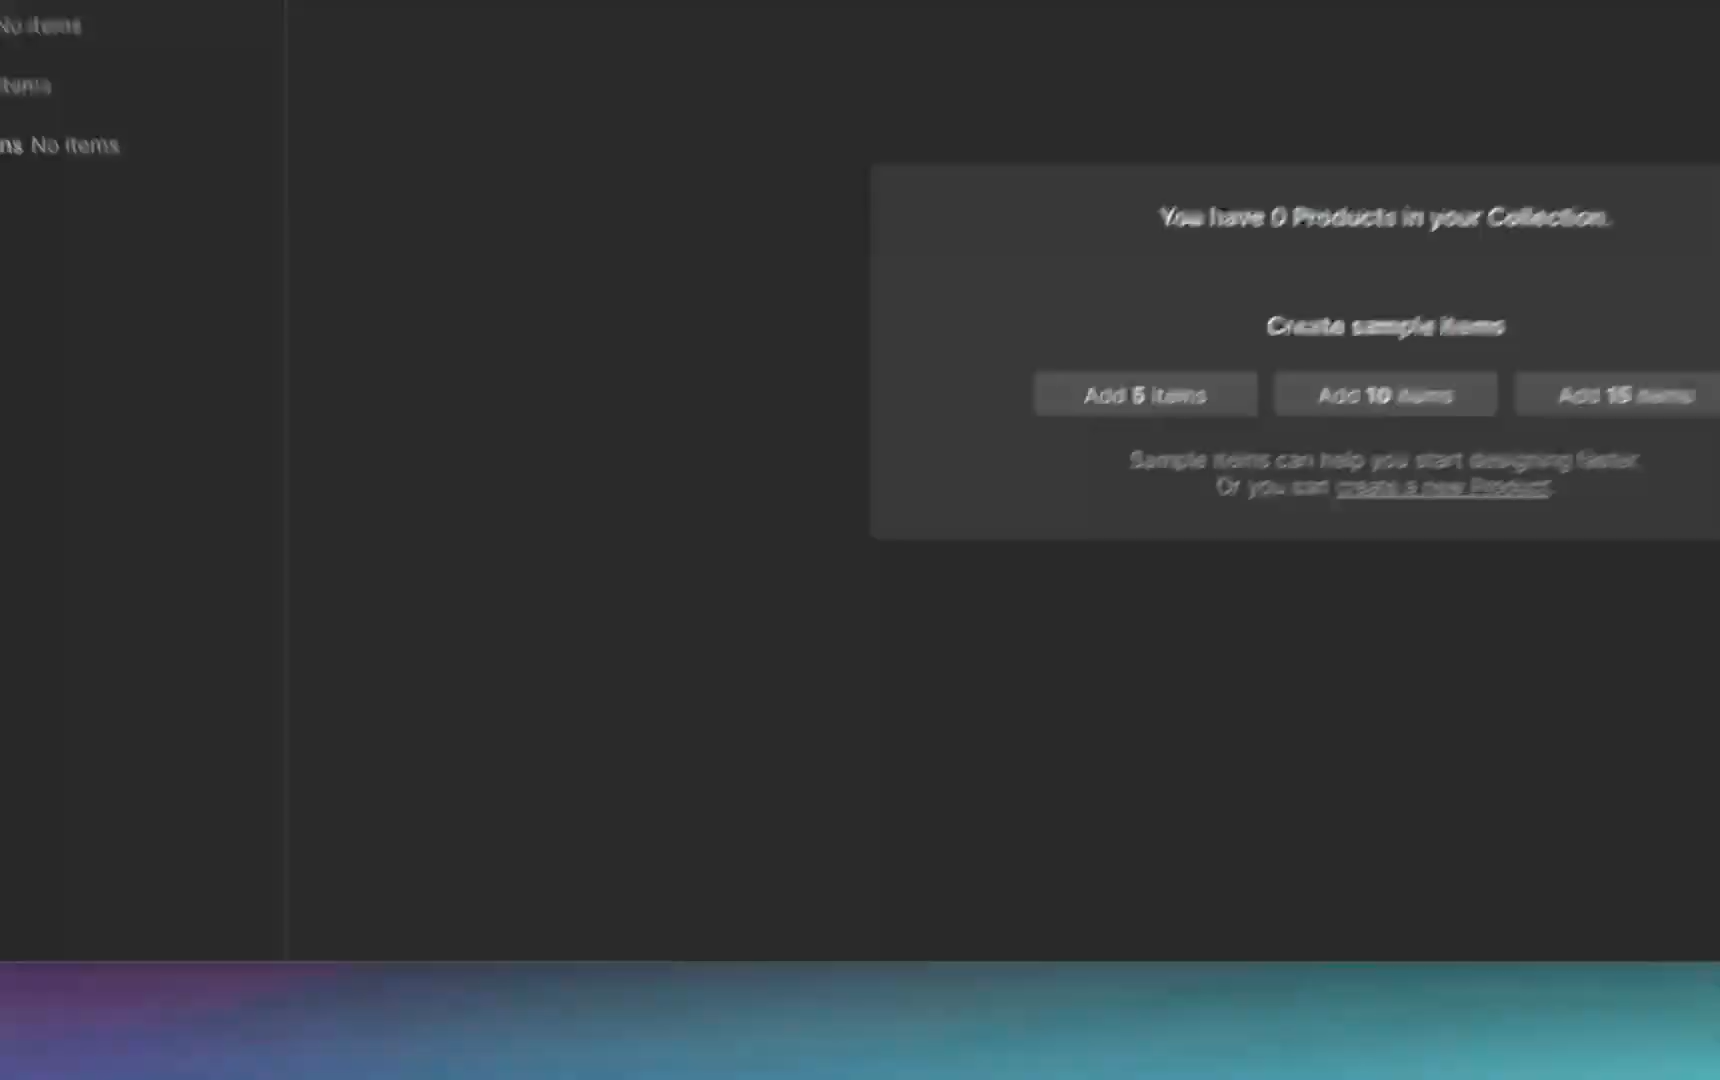 No items
items
ns No items
You have 0 Products in your Collection.
Create sample items
Add 5 items
Add 10 items
Add 15 items
Sample items can help you start designing faster.
Or you can create a new Product.